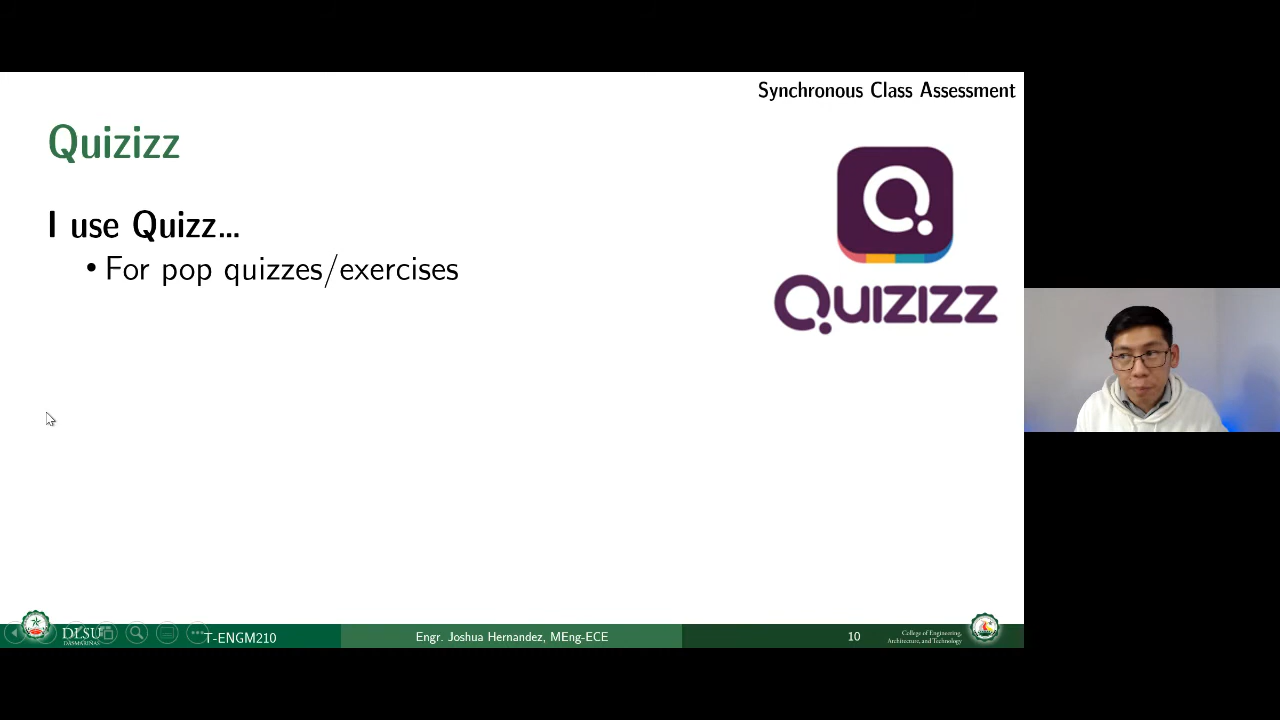 Synchronous Class Assessment
Quizizz
I use Quizz...
• For pop quizzes/exercises
Quizizz
DLSU
DASMARIÑAS
T-ENGM210
Engr. Joshua Hernandez, MEng-ECE
10
College of Engineering,
Architecture, and Technology